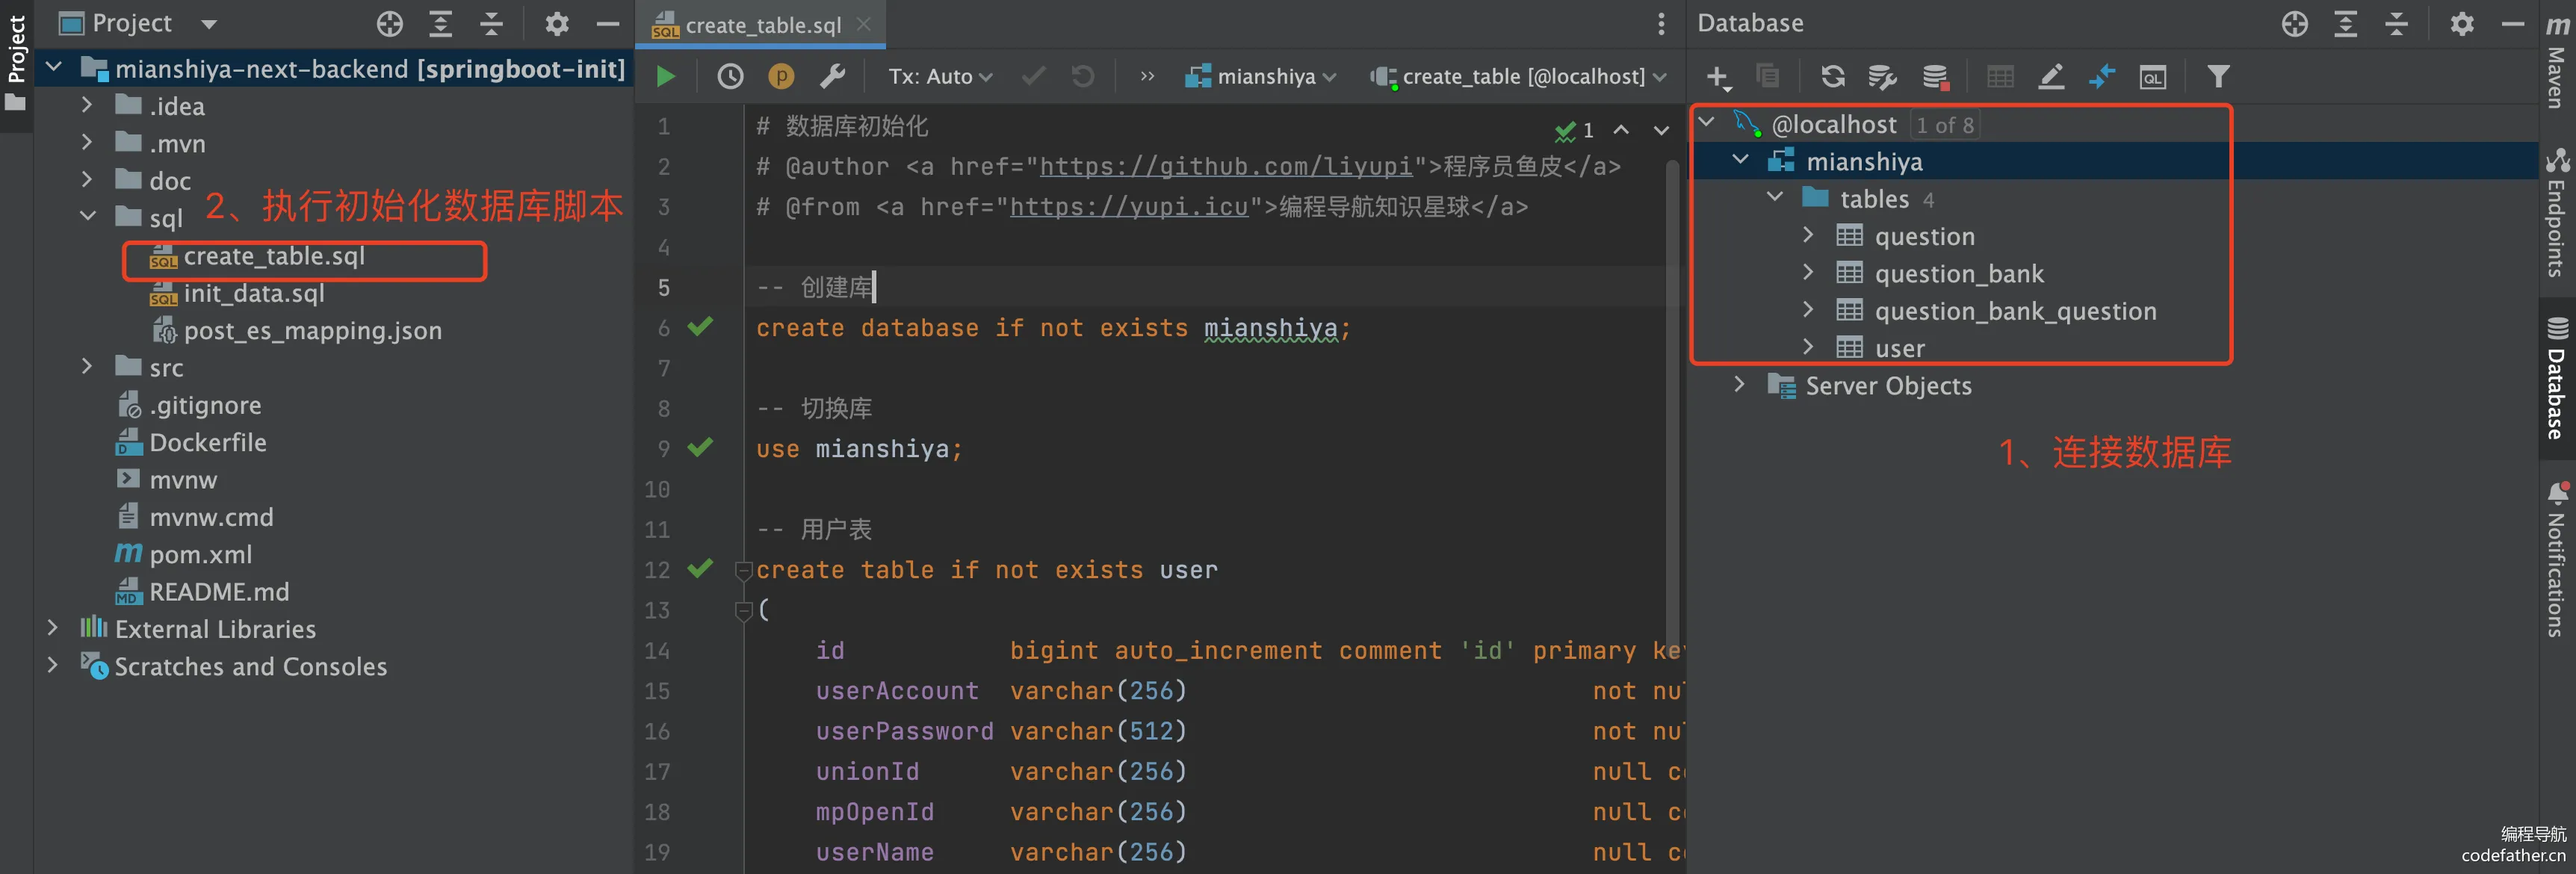 Project
Project
mianshiya-next-backend [springboot-init]
.idea
.mvn
doc
sql
2、执行初始化数据库脚本
create_table.sql
init_data.sql
post_es_mapping.json
src
.gitignore
Dockerfile
mvnw
mvnw.cmd
pom.xml
README.md
External Libraries
Scratches and Consoles
create_table.sql
Tx: Auto
mianshiya
create_table [@localhost]
1 # 数据库初始化
1
2 # @author <a href="https://github.com/liyupi">程序员鱼皮</a>
3 # @from <a href="https://yupi.icu">编程导航知识星球</a>
4
5 -- 创建库
6 create database if not exists mianshiya;
7
8 -- 切换库
9 use mianshiya;
10
11 -- 用户表
12 create table if not exists user
13 (
14 id bigint auto_increment comment 'id' primary key
15 userAccount varchar(256) not nul
16 userPassword varchar(512) not nul
17 unionId varchar(256) null co
18 mpOpenId varchar(256) null co
19 userName varchar(256) null co
Database
@localhost 1 of 8
mianshiya
tables 4
question
question_bank
question_bank_question
user
Server Objects
1、连接数据库
Maven
Endpoints
Database
Notifications
编程导航
codefather.cn